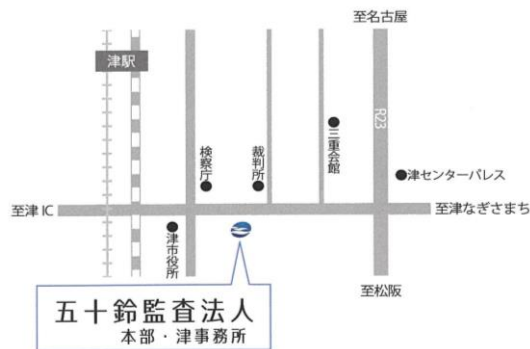 至名古屋
津駅
R23
三重会館
検察庁
裁判所
津センターパレス
至津IC
至津なぎさまち
津市役所
至松阪
五十鈴監査法人
本部・津事務所